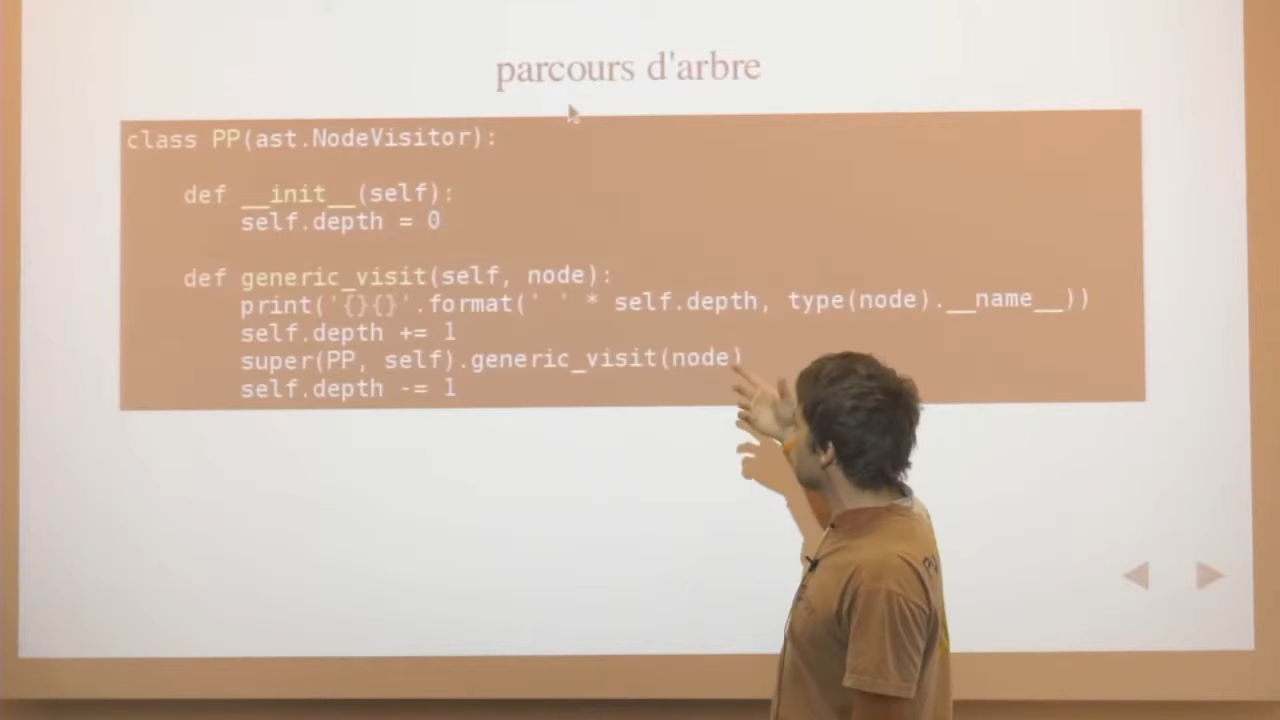 parcours d'arbre
class PP(ast.NodeVisitor):
def __init__(self):
self.depth = 0
def generic_visit(self, node):
print('{}{}'.format(' ' * self.depth, type(node).__name__))
self.depth += 1
super(PP, self).generic_visit(node)
self.depth -= 1